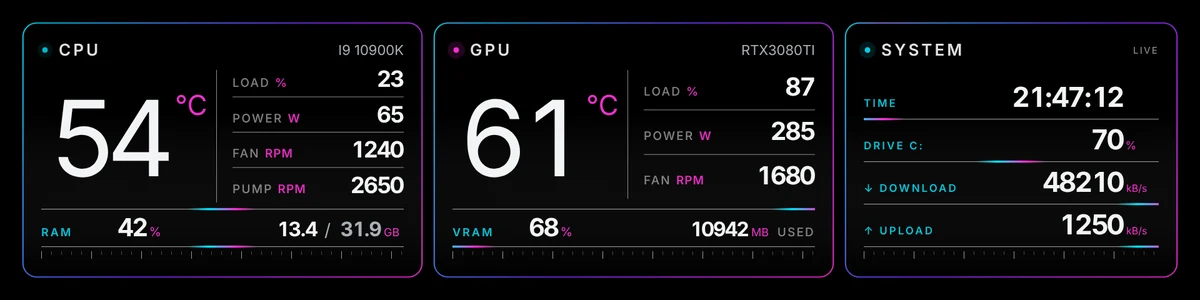 CPU I9 10900K
54 °C
LOAD % 23
POWER W 65
FAN RPM 1240
PUMP RPM 2650
RAM 42 % 13.4 / 31.9 GB
GPU RTX3080TI
61 °C
LOAD % 87
POWER W 285
FAN RPM 1680
VRAM 68 % 10942 MB USED
SYSTEM LIVE
TIME 21:47:12
DRIVE C: 70 %
↓ DOWNLOAD 48210 kB/s
↑ UPLOAD 1250 kB/s